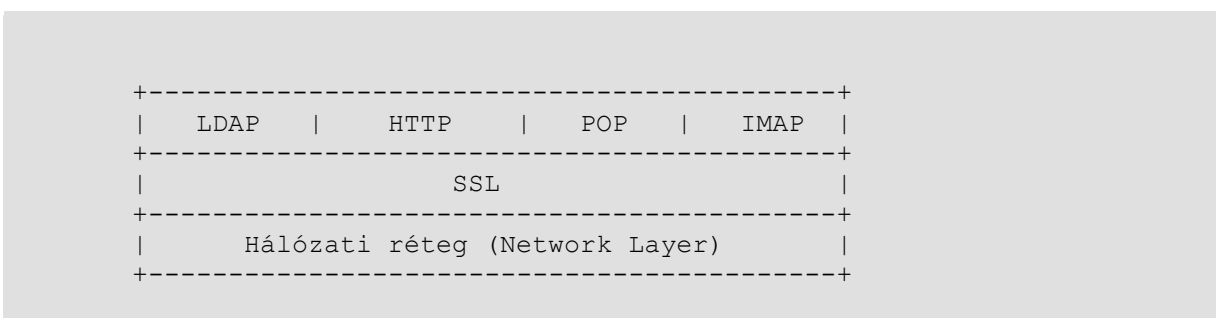 +-------------------------------------------+
|   LDAP   |    HTTP    |   POP   |   IMAP  |
+-------------------------------------------+
|                   SSL                     |
+-------------------------------------------+
|      Hálózati réteg (Network Layer)       |
+-------------------------------------------+